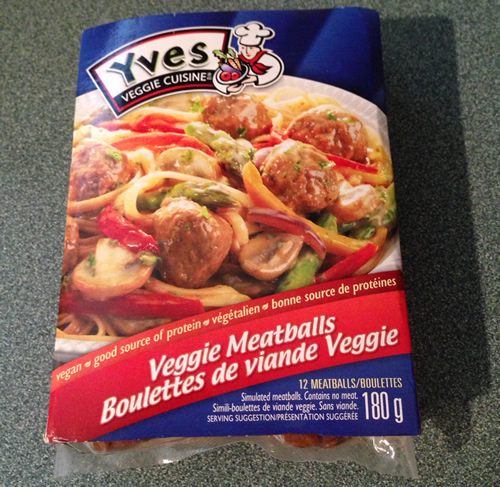 Yves
VEGGIE CUISINE
vegan good source of protein végétalien bonne source de protéines
Veggie Meatballs
Boulettes de viande Veggie
12 MEATBALLS/BOULETTES
Simulated meatballs. Contains no meat.
Simili-boulettes de viande veggie. Sans viande.
SERVING SUGGESTION/PRÉSENTATION SUGGÉRÉE
180 g